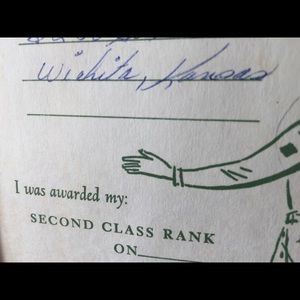 Wichita, Kansas
I was awarded my:
SECOND CLASS RANK
ON